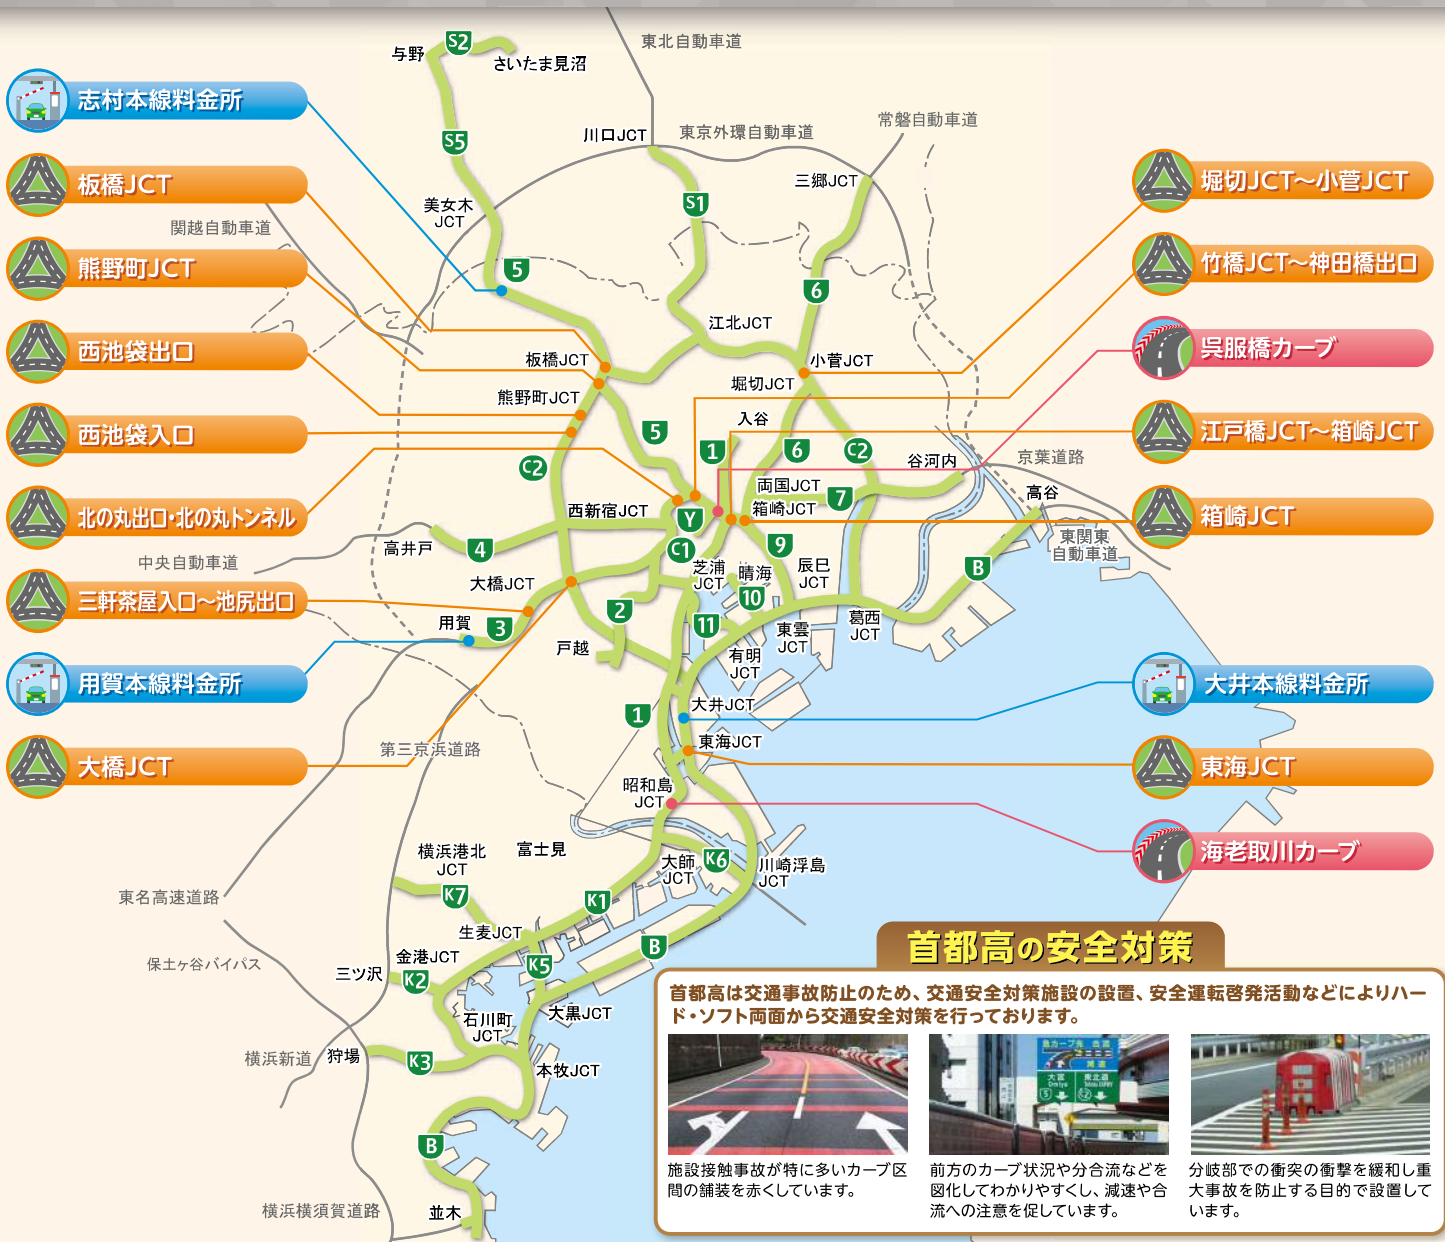 東北自動車道
与野
S2
さいたま見沼
志村本線料金所
川口JCT
東京外環自動車道
常磐自動車道
S5
板橋JCT
三郷JCT
堀切JCT〜小菅JCT
美女木
JCT
S1
関越自動車道
熊野町JCT
5
6
竹橋JCT〜神田橋出口
江北JCT
西池袋出口
板橋JCT
小菅JCT
呉服橋カーブ
熊野町JCT
堀切JCT
西池袋入口
5
入谷
1
6
C2
江戸橋JCT〜箱崎JCT
C2
谷河内
京葉道路
両国JCT
7
高谷
北の丸出口・北の丸トンネル
西新宿JCT
Y
箱崎JCT
箱崎JCT
高井戸
4
C1
9
東関東
自動車道
中央自動車道
大橋JCT
芝浦
JCT
晴海
10
辰巳
JCT
B
三軒茶屋入口〜池尻出口
用賀
3
2
11
東雲
JCT
葛西
JCT
戸越
有明
JCT
用賀本線料金所
大井本線料金所
1
大井JCT
第三京浜道路
東海JCT
大橋JCT
東海JCT
昭和島
JCT
横浜港北
JCT
富士見
大師
JCT
K6
川崎浮島
JCT
海老取川カーブ
東名高速道路
K7
K1
生麦JCT
B
首都高の安全対策
保土ヶ谷バイパス
三ツ沢
金港JCT
K2
K5
首都高は交通事故防止のため、交通安全対策施設の設置、安全運転啓発活動などによりハー
ド・ソフト両面から交通安全対策を行っております。
石川町
JCT
大黒JCT
横浜新道
狩場
K3
本牧JCT
急カーブ先 合流
減速
大宮
東北道
5
C2
B
施設接触事故が特に多いカーブ区
間の舗装を赤くしています。
前方のカーブ状況や分合流などを
図化してわかりやすくし、減速や合
流への注意を促しています。
分岐部での衝突の衝撃を緩和し重
大事故を防止する目的で設置して
います。
横浜横須賀道路
並木